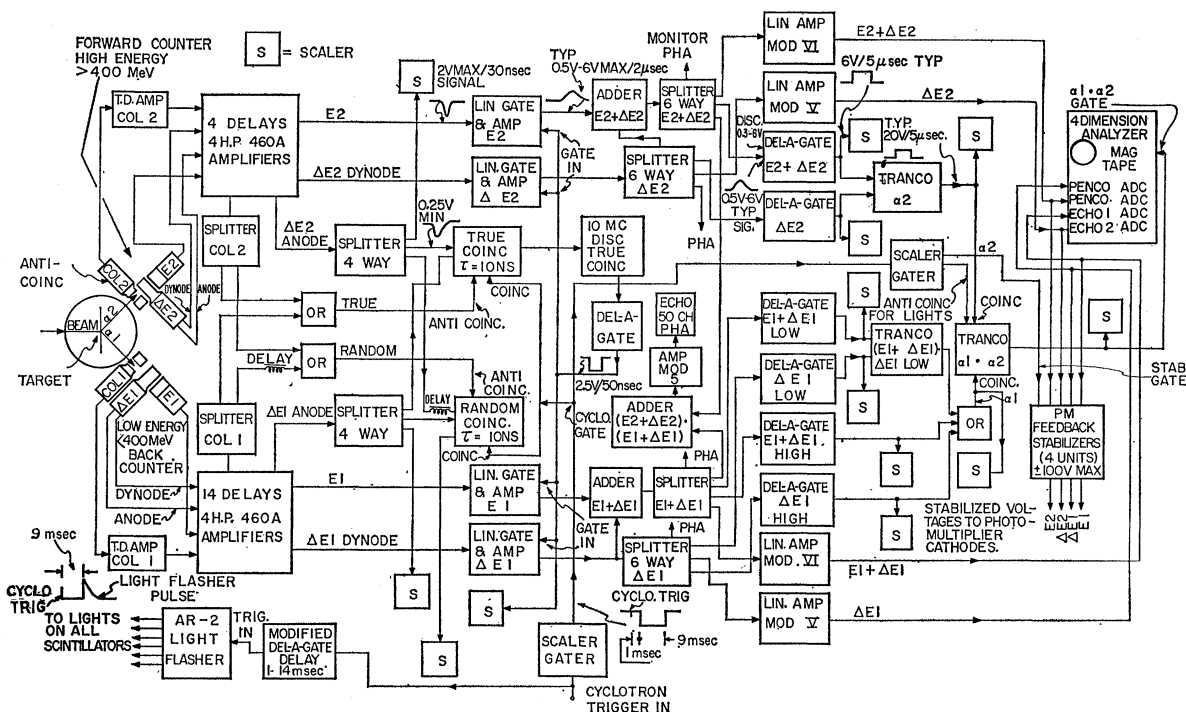 FORWARD COUNTER
HIGH ENERGY
>400 MeV
S = SCALER
T.D. AMP
COL 2
4 DELAYS
4 H.P. 460A
AMPLIFIERS
SPLITTER
COL 2
ANTI-
COINC
COL 2
E2
ΔE2
DYNODE
ANODE
BEAM
α2
α1
TARGET
COL 1
ΔE1
E1
LOW ENERGY
<400MeV
BACK
COUNTER
DYNODE
ANODE
SPLITTER
COL 1
14 DELAYS
4 H.P. 460A
AMPLIFIERS
T.D. AMP
COL 1
9 msec
CYCLO.
TRIG
LIGHT FLASHER
PULSE
TO LIGHTS
ON ALL
SCINTILLATORS
AR-2
LIGHT
FLASHER
TRIG.
IN
MODIFIED
DEL-A-GATE
DELAY
1-14msec
E2
ΔE2 DYNODE
ΔE2
ANODE
SPLITTER
4 WAY
OR
TRUE
OR
RANDOM
DELAY
ΔE1 ANODE
SPLITTER
4 WAY
E1
ΔE1 DYNODE
S
2V MAX/30nsec
SIGNAL.
0.25V
MIN
TRUE
COINC
τ=IONS
COINC
ANTI COINC.
ANTI
COINC.
DELAY
RANDOM
COINC.
τ=IONS
COINC
LIN GATE
& AMP
E2
LIN.GATE
& AMP
Δ E2
GATE
IN
10 MC
DISC
TRUE
COINC
DEL-A-
GATE
2.5V/50nsec
CYCLO.
GATE
LIN. GATE
& AMP
E1
LIN. GATE
& AMP
ΔE1
GATE
IN
S
S
S
SCALER
GATER
CYCLOTRON
TRIGGER IN
CYCLO. TRIG
1msec
9msec
TYP
0.5V-6V MAX/2μsec
ADDER
E2+ΔE2
MONITOR
PHA
SPLITTER
6 WAY
E2+ΔE2
SPLITTER
6 WAY
ΔE2
PHA
ECHO
50 CH
PHA
AMP
MOD
5
ADDER
(E2+ΔE2)·
(E1+ΔE1)
PHA
ADDER
E1+ΔE1
SPLITTER
E1+ΔE1
PHA
SPLITTER
6 WAY
ΔE1
LIN AMP
MOD VI
E2+ΔE2
6V/5μsec TYP
LIN AMP
MOD V
ΔE2
DISC.
0.3-6V
DEL-A-GATE
E2+ΔE2
0.5V-6V
TYP
SIG.
DEL-A-GATE
ΔE2
S
TYP.
20V/5μsec.
S
TRANCO
α2
S
SCALER
GATER
α2
ANTI COINC
FOR LIGHTS
COINC
DEL-A-GATE
E1+ΔE1
LOW
S
DEL-A-GATE
ΔE1
LOW
TRANCO
(E1+ΔE1)·
ΔE1 LOW
S
TRANCO
α1·α2
COINC.
α1
S
STAB
GATE
DEL-A-GATE
E1+ΔE1.
HIGH
OR
S
S
DEL-A-GATE
ΔE1
HIGH
S
STABILIZED VOL-
TAGES TO PHOTO-
MULTIPLIER
CATHODES.
LIN. AMP
MOD. VI
E1+ΔE1
LIN. AMP
MOD V
ΔE1
α1·α2
GATE
4 DIMENSION
ANALYZER
MAG
TAPE
PENCO ADC
PENCO. ADC
ECHO 1 ADC
ECHO 2 ADC
PM
FEEDBACK
STABILIZERS
(4 UNITS)
±100V MAX
E2
ΔE2
ΔE1
E1